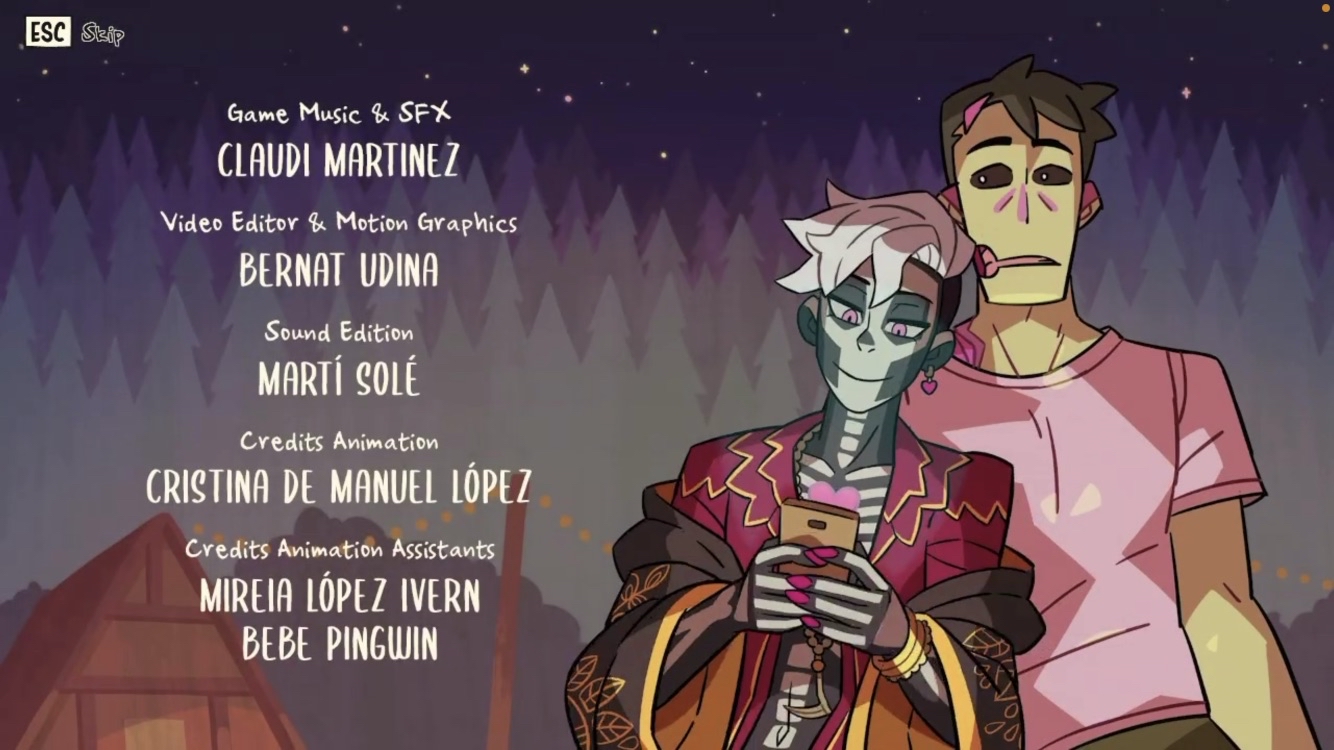 ESC Skip
Game Music & SFX
CLAUDI MARTINEZ
Video Editor & Motion Graphics
BERNAT UDINA
Sound Edition
MARTÍ SOLÉ
Credits Animation
CRISTINA DE MANUEL LÓPEZ
Credits Animation Assistants
MIREIA LÓPEZ IVERN
BEBE PINGWIN